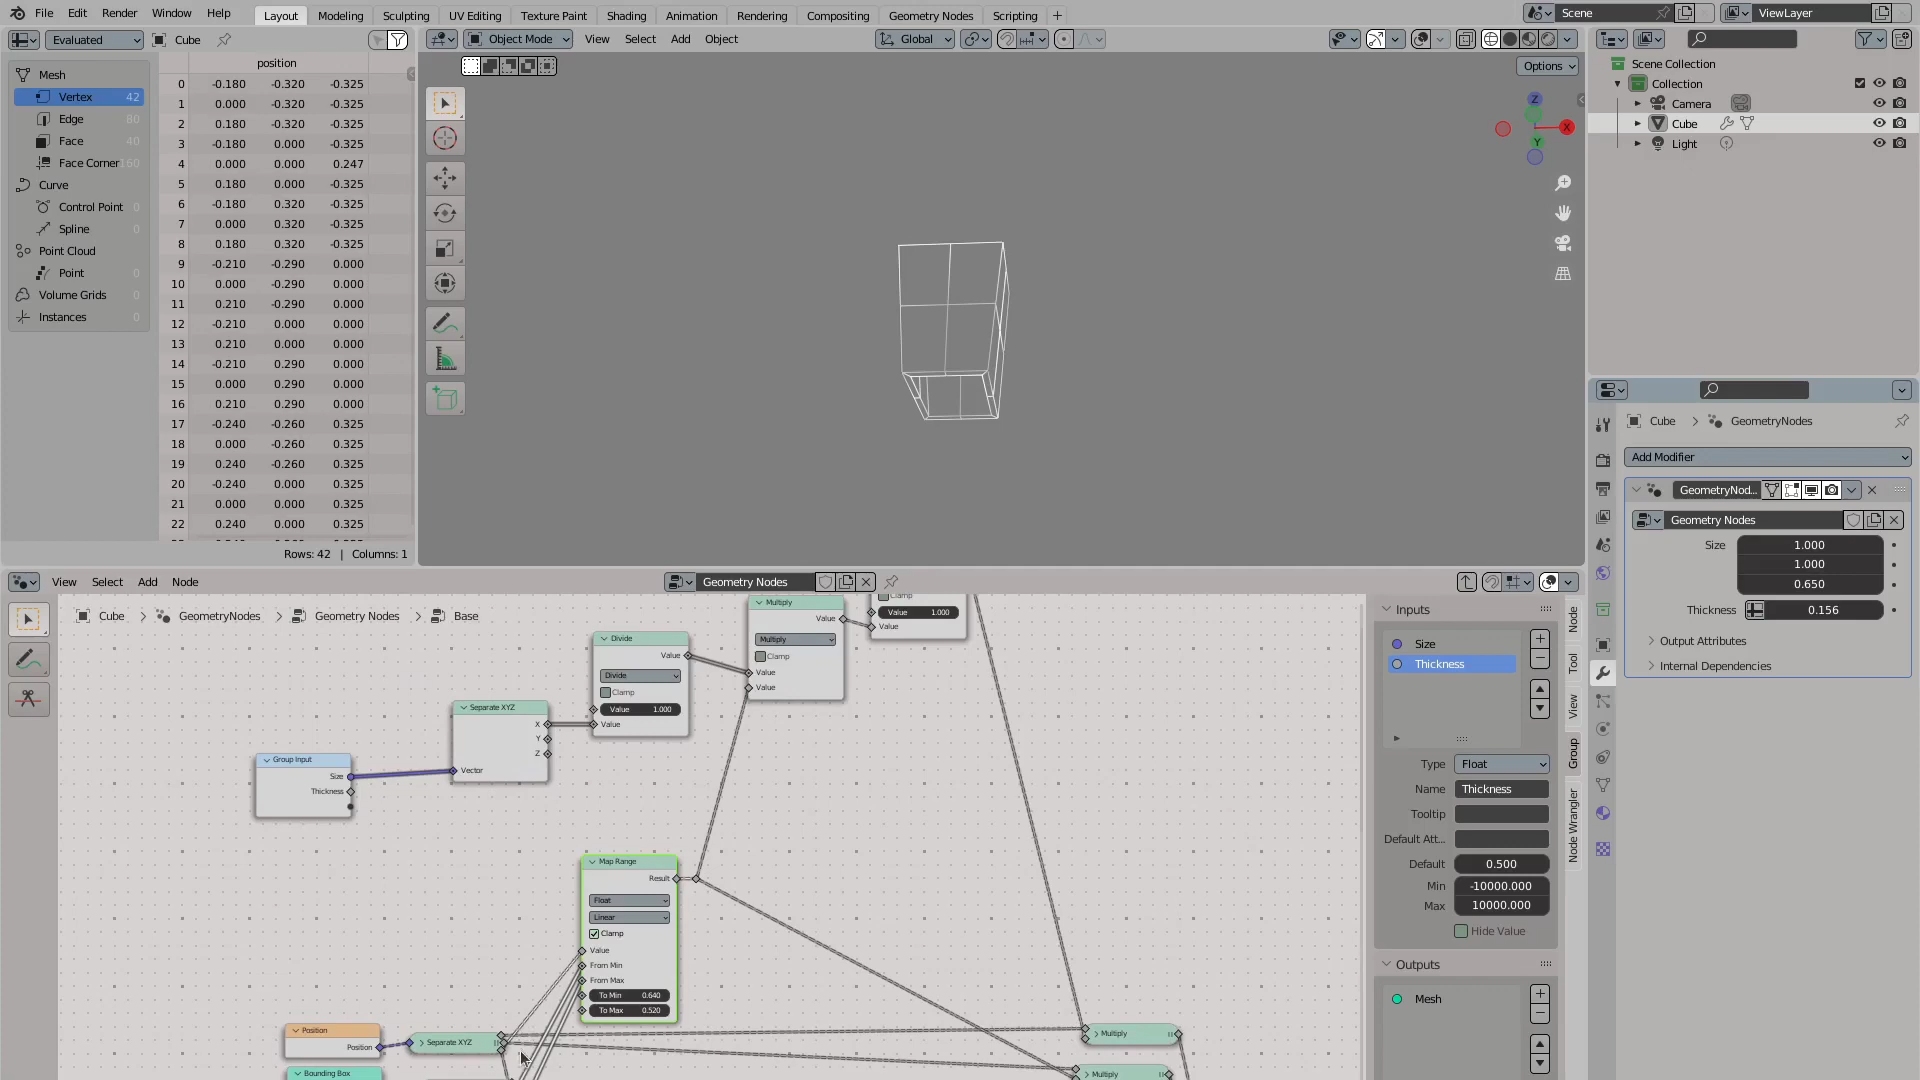 File Edit Render Window Help Layout Modeling Sculpting UV Editing Texture Paint Shading Animation Rendering Compositing Geometry Nodes Scripting + Scene ViewLayer
Evaluated Cube Object Mode View Select Add Object Global
Options
Mesh
Vertex 42
Edge 80
Face 40
Face Corner 160
Curve
Control Point 0
Spline 0
Point Cloud
Point 0
Volume Grids 0
Instances 0
position
0 -0.180 -0.320 -0.325
1 0.000 -0.320 -0.325
2 0.180 -0.320 -0.325
3 -0.180 0.000 -0.325
4 0.000 0.000 0.247
5 0.180 0.000 -0.325
6 -0.180 0.320 -0.325
7 0.000 0.320 -0.325
8 0.180 0.320 -0.325
9 -0.210 -0.290 0.000
10 0.000 -0.290 0.000
11 0.210 -0.290 0.000
12 -0.210 0.000 0.000
13 0.210 0.000 0.000
14 -0.210 0.290 0.000
15 0.000 0.290 0.000
16 0.210 0.290 0.000
17 -0.240 -0.260 0.325
18 0.000 -0.260 0.325
19 0.240 -0.260 0.325
20 -0.240 0.000 0.325
21 0.000 0.000 0.325
22 0.240 0.000 0.325
Rows: 42 | Columns: 1
Z
X
Y
Scene Collection
Collection
Camera
Cube
Light
Cube > GeometryNodes
Add Modifier
GeometryNod...
Geometry Nodes
Size 1.000
1.000
0.650
Thickness 0.156
Output Attributes
Internal Dependencies
View Select Add Node Geometry Nodes
Cube > GeometryNodes > Geometry Nodes > Base
Multiply
Value
Multiply
Clamp
Value
Value
Value 1.000
Value
Divide
Value
Divide
Clamp
Value 1.000
Value
Separate XYZ
X
Y
Z
Vector
Group Input
Size
Thickness
Map Range
Result
Float
Linear
Clamp
Value
From Min
From Max
To Min 0.640
To Max 0.520
Position
Position
Separate XYZ
Bounding Box
Multiply
Multiply
Inputs
Size
Thickness
Type Float
Name Thickness
Tooltip
Default Att...
Default 0.500
Min -10000.000
Max 10000.000
Hide Value
Outputs
Mesh
Node
Tool
View
Group
Node Wrangler